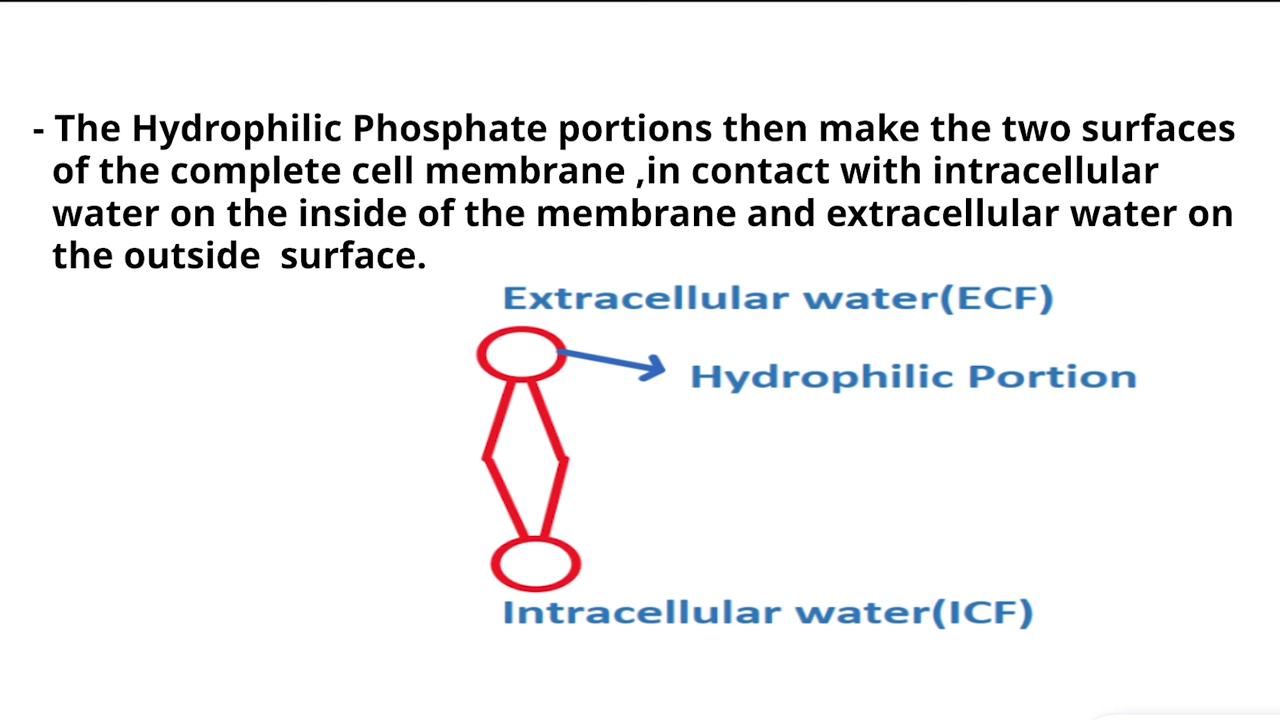 - The Hydrophilic Phosphate portions then make the two surfaces
of the complete cell membrane ,in contact with intracellular
water on the inside of the membrane and extracellular water on
the outside  surface.
Extracellular water(ECF)
Hydrophilic Portion
Intracellular water(ICF)